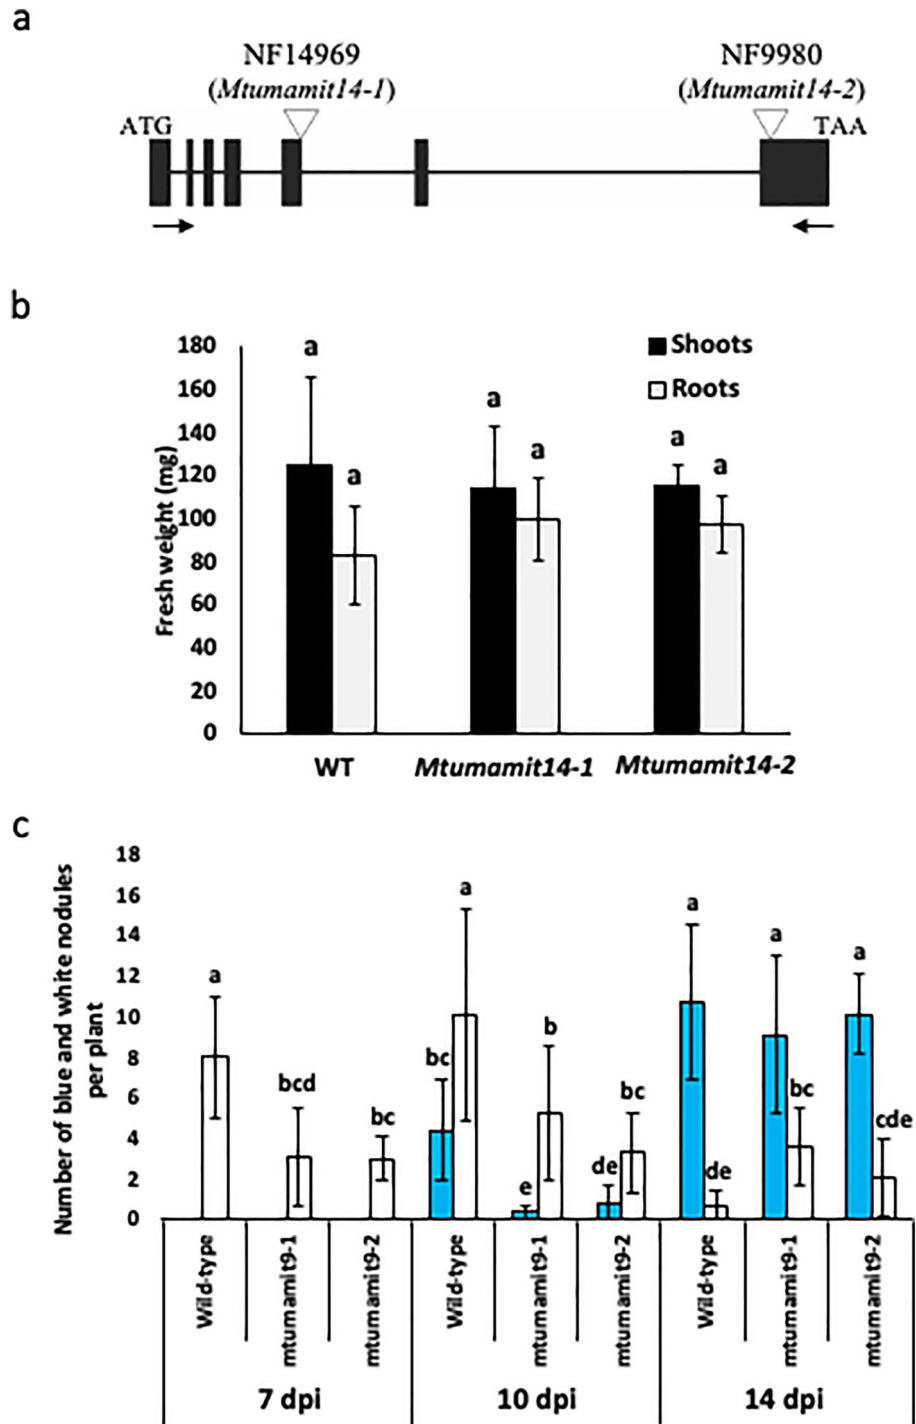 a
NF14969
(Mtumamit14-1)
NF9980
(Mtumamit14-2)
ATG
TAA
b
180
160
140
120
100
80
60
40
20
0
Fresh weight (mg)
Shoots
Roots
a
a
a
a
a
a
WT
Mtumamit14-1
Mtumamit14-2
c
Number of blue and white nodules
per plant
18
16
14
12
10
8
6
4
2
0
a
bcd
bc
bc
a
e
b
de
bc
a
de
a
bc
a
cde
Wild-type
mtumamit9-1
mtumamit9-2
Wild-type
mtumamit9-1
mtumamit9-2
Wild-type
mtumamit9-1
mtumamit9-2
7 dpi
10 dpi
14 dpi